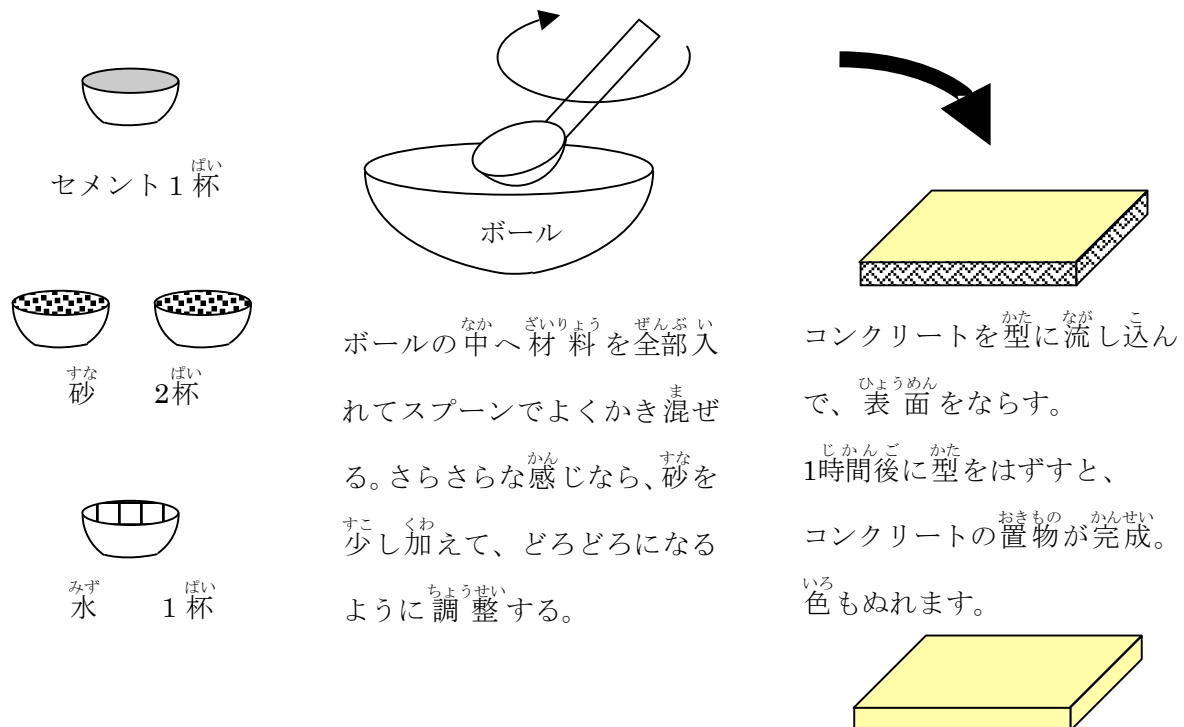 セメント1杯
砂 2杯
水 1杯
ボール
ボールの中へ材料を全部入
れてスプーンでよくかき混ぜ
る。さらさらな感じなら、砂を
少し加えて、どろどろになる
ように調整する。
コンクリートを型に流し込ん
で、表面をならす。
1時間後に型をはずすと、
コンクリートの置物が完成。
色もぬれます。